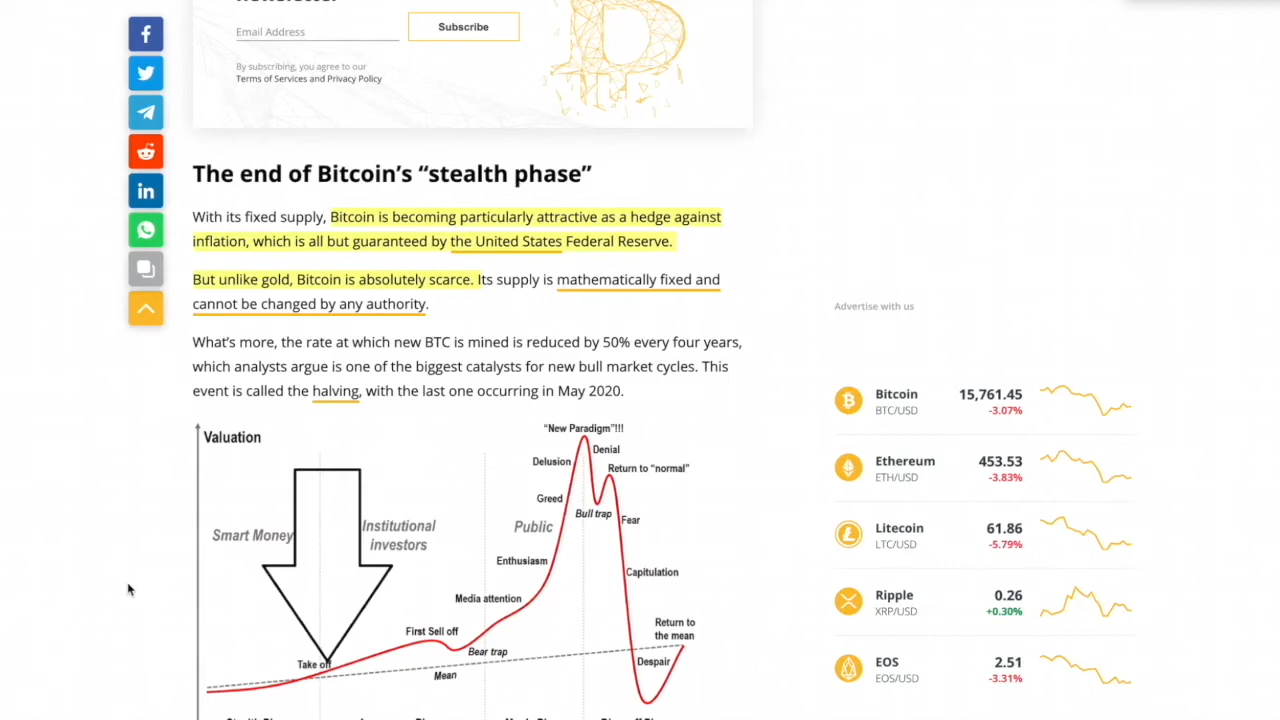 Email Address
Subscribe
By subscribing, you agree to our
Terms of Services and Privacy Policy
The end of Bitcoin’s “stealth phase”
With its fixed supply, Bitcoin is becoming particularly attractive as a hedge against
inflation, which is all but guaranteed by the United States Federal Reserve.
But unlike gold, Bitcoin is absolutely scarce. Its supply is mathematically fixed and
cannot be changed by any authority.
What’s more, the rate at which new BTC is mined is reduced by 50% every four years,
which analysts argue is one of the biggest catalysts for new bull market cycles. This
event is called the halving, with the last one occurring in May 2020.
Valuation
“New Paradigm”!!!
Denial
Delusion
Return to “normal”
Greed
Bull trap
Fear
Smart Money
Institutional
investors
Public
Enthusiasm
Capitulation
Media attention
First Sell off
Return to
the mean
Bear trap
Take off
Despair
Mean
Advertise with us
Bitcoin 15,761.45
BTC/USD -3.07%
Ethereum 453.53
ETH/USD -3.83%
Litecoin 61.86
LTC/USD -5.79%
Ripple 0.26
XRP/USD +0.30%
EOS 2.51
EOS/USD -3.31%